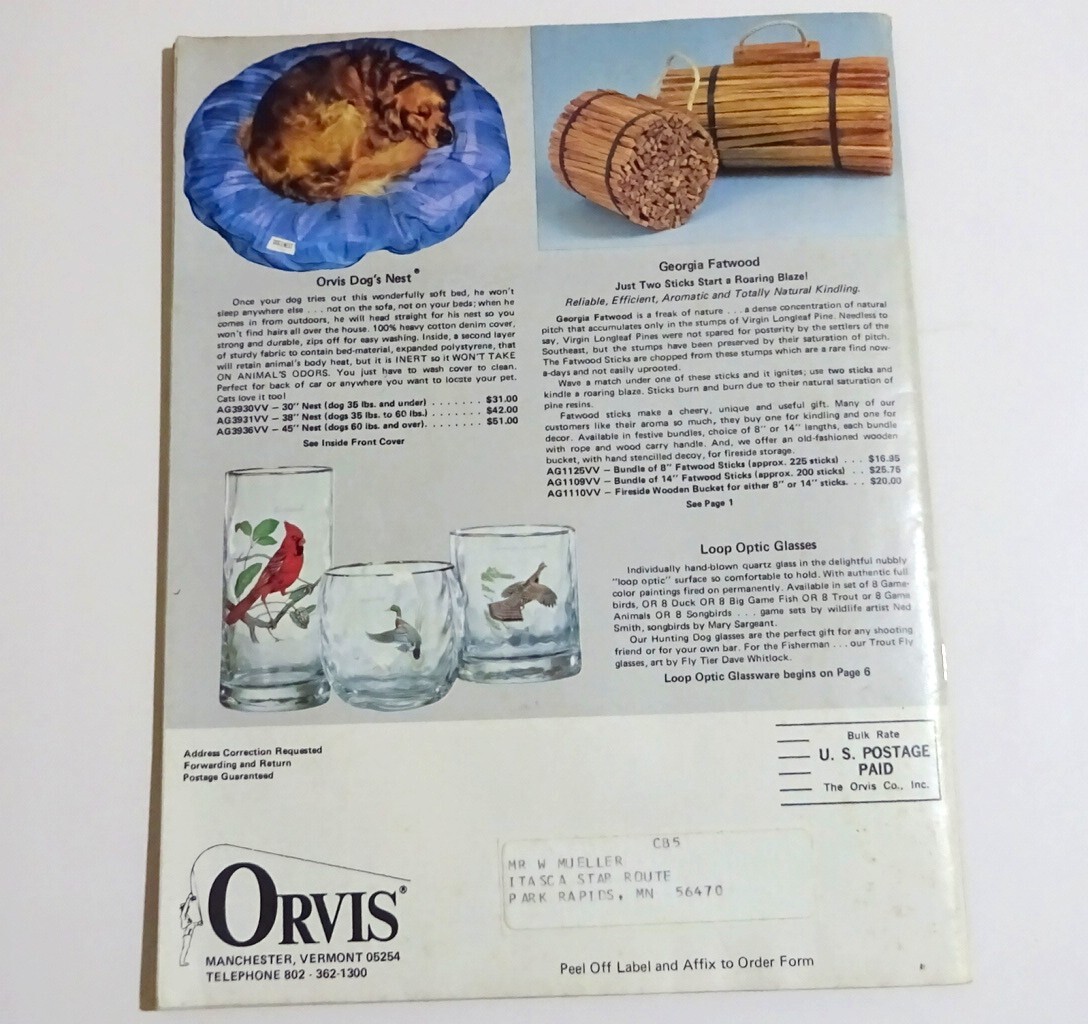 Orvis Dog's Nest®
Once your dog tries out this wonderfully soft bed, he won't
sleep anywhere else . . . not on the sofa, not on your beds; when he
comes in from outdoors, he will head straight for his nest so you
won't find hairs all over the house. 100% heavy cotton denim cover,
strong and durable, zips off for easy washing. Inside, a second layer
of sturdy fabric to contain bed-material, expanded polystyrene, that
will retain animal's body heat, but it is INERT so it WON'T TAKE
ON ANIMAL'S ODORS. You just have to wash cover to clean.
Perfect for back of car or anywhere you want to locate your pet.
Cats love it too!
AG3930VV – 30" Nest (dog 35 lbs. and under) . . . . . . . $31.00
AG3931VV – 38" Nest (dogs 35 lbs. to 60 lbs.) . . . . . . . $42.00
AG3936VV – 45" Nest (dogs 60 lbs. and over). . . . . . . . $51.00
See Inside Front Cover
Georgia Fatwood
Just Two Sticks Start a Roaring Blaze!
Reliable, Efficient, Aromatic and Totally Natural Kindling.
Georgia Fatwood is a freak of nature . . . a dense concentration of natural
pitch that accumulates only in the stumps of Virgin Longleaf Pine. Needless to
say, Virgin Longleaf Pines were not spared for posterity by the settlers of the
Southeast, but the stumps have been preserved by their saturation of pitch.
The Fatwood Sticks are chopped from these stumps which are a rare find now-
a-days and not easily uprooted.
Wave a match under one of these sticks and it ignites; use two sticks and
kindle a roaring blaze. Sticks burn and burn due to their natural saturation of
pine resins.
Fatwood sticks make a cheery, unique and useful gift. Many of our
customers like their aroma so much, they buy one for kindling and one for
decor. Available in festive bundles, choice of 8" or 14" lengths, each bundle
with rope and wood carry handle. And, we offer an old-fashioned wooden
bucket, with hand stencilled decoy, for fireside storage.
AG1125VV – Bundle of 8" Fatwood Sticks (approx. 225 sticks) . . . $16.95
AG1109VV – Bundle of 14" Fatwood Sticks (approx. 200 sticks) . . $25.75
AG1110VV – Fireside Wooden Bucket for either 8" or 14" sticks. . . $20.00
See Page 1
Loop Optic Glasses
Individually hand-blown quartz glass in the delightful nubbly
"loop optic" surface so comfortable to hold. With authentic full
color paintings fired on permanently. Available in set of 8 Game-
birds, OR 8 Duck OR 8 Big Game Fish OR 8 Trout or 8 Game
Animals OR 8 Songbirds . . . game sets by wildlife artist Ned
Smith, songbirds by Mary Sargeant.
Our Hunting Dog glasses are the perfect gift for any shooting
friend or for your own bar. For the Fisherman . . . our Trout Fly
glasses, art by Fly Tier Dave Whitlock.
Loop Optic Glassware begins on Page 6
Address Correction Requested
Forwarding and Return
Postage Guaranteed
Bulk Rate
U. S. POSTAGE
PAID
The Orvis Co., Inc.
CB5
MR W MUELLER
ITASCA STAR ROUTE
PARK RAPIDS, MN 56470
ORVIS®
MANCHESTER, VERMONT 05254
TELEPHONE 802 - 362-1300
Peel Off Label and Affix to Order Form